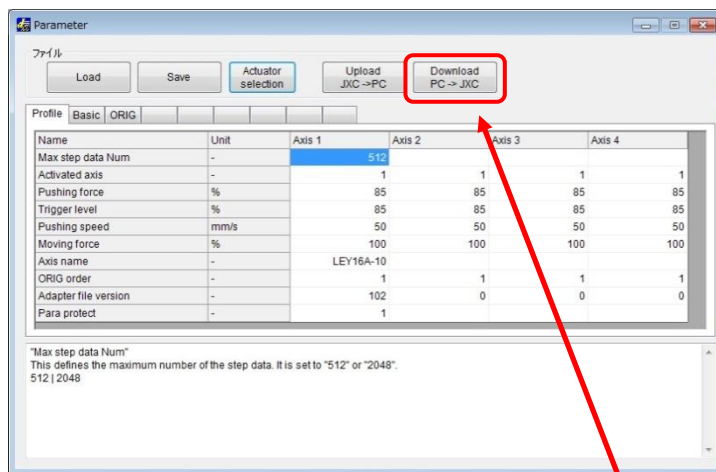 Parameter
ファイル
Load Save Actuator selection Upload JXC->PC Download PC -> JXC
Profile Basic ORIG
Name Unit Axis 1 Axis 2 Axis 3 Axis 4
Max step data Num - 512
Activated axis - 1 1 1 1
Pushing force % 85 85 85 85
Trigger level % 85 85 85 85
Pushing speed mm/s 50 50 50 50
Moving force % 100 100 100 100
Axis name - LEY16A-10
ORIG order - 1 1 1 1
Adapter file version - 102 0 0 0
Para protect - 1
"Max step data Num"
This defines the maximum number of the step data. It is set to "512" or "2048".
512 | 2048